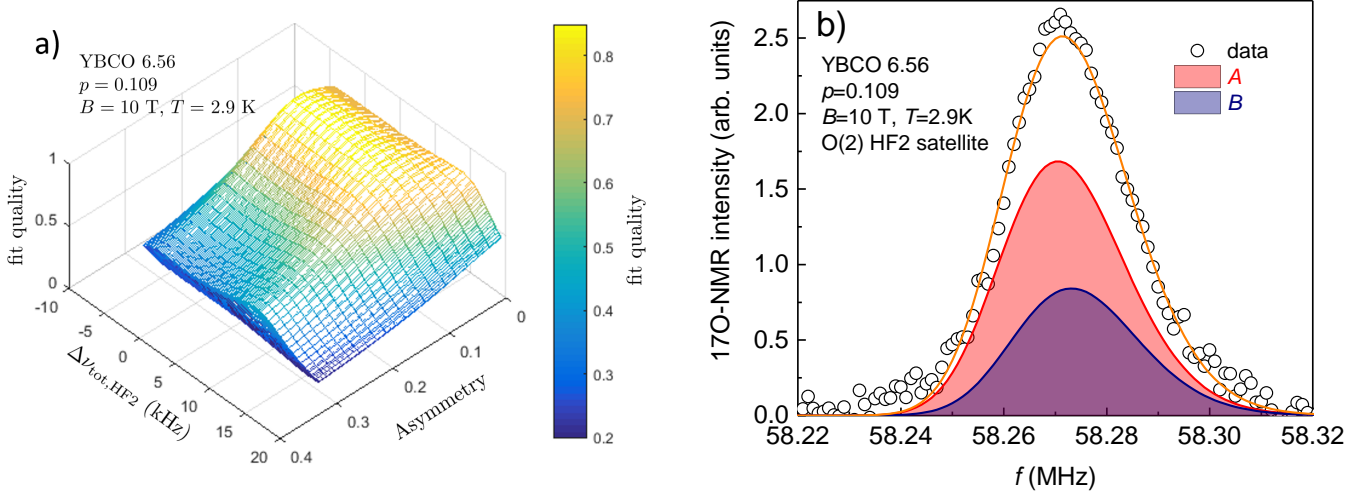 a)
YBCO 6.56
p = 0.109
B = 10 T, T = 2.9 K
fit quality
1
0.5
0
-10
-5
0
5
10
15
20
Δν_tot,HF2 (kHz)
0.4
0.3
0.2
0.1
0
Asymmetry
0.8
0.7
0.6
0.5
0.4
0.3
0.2
fit quality
b)
YBCO 6.56
p=0.109
B=10 T, T=2.9K
O(2) HF2 satellite
data
A
B
17O-NMR intensity (arb. units)
2.5
2.0
1.5
1.0
0.5
0.0
58.22 58.24 58.26 58.28 58.30 58.32
f (MHz)